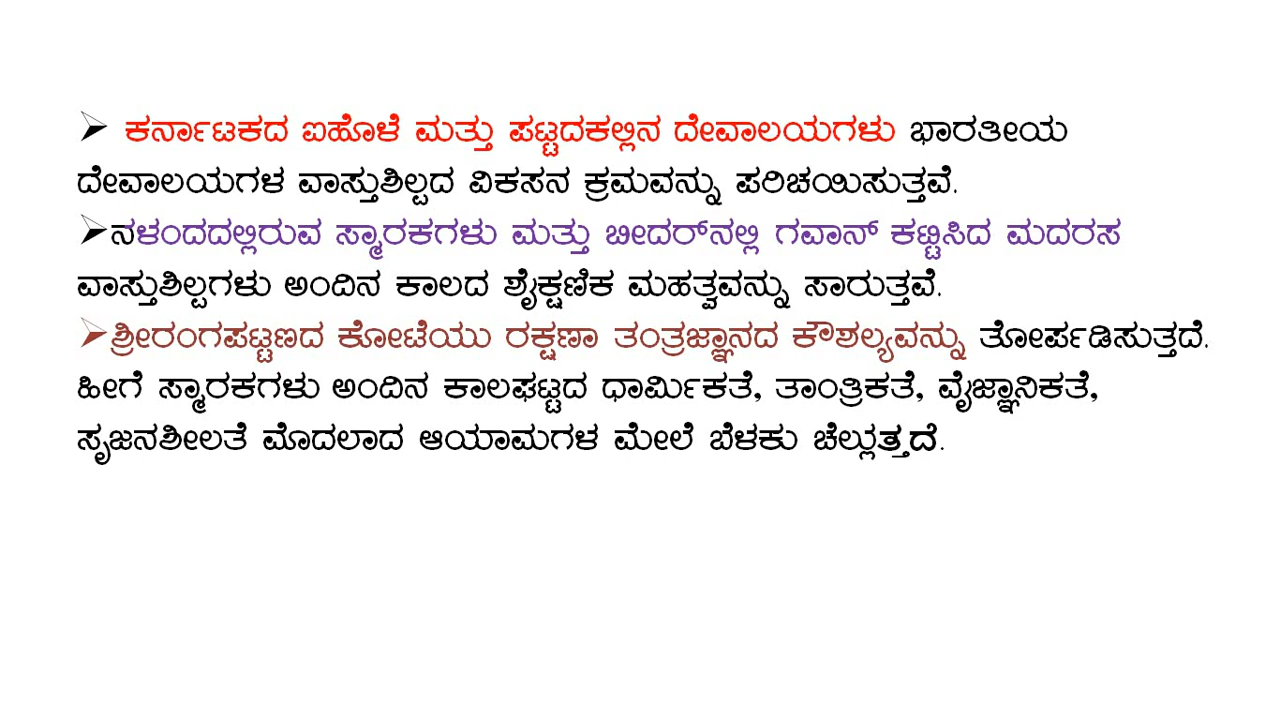 ➢ ಕರ್ನಾಟಕದ ಐಹೊಳೆ ಮತ್ತು ಪಟ್ಟದಕಲ್ಲಿನ ದೇವಾಲಯಗಳು ಭಾರತೀಯ
ದೇವಾಲಯಗಳ ವಾಸ್ತುಶಿಲ್ಪದ ವಿಕಸನ ಕ್ರಮವನ್ನು ಪರಿಚಯಿಸುತ್ತವೆ.
➢ನಳಂದದಲ್ಲಿರುವ ಸ್ಮಾರಕಗಳು ಮತ್ತು ಬೀದರ್‌ನಲ್ಲಿ ಗವಾನ್ ಕಟ್ಟಿಸಿದ ಮದರಸ
ವಾಸ್ತುಶಿಲ್ಪಗಳು ಅಂದಿನ ಕಾಲದ ಶೈಕ್ಷಣಿಕ ಮಹತ್ವವನ್ನು ಸಾರುತ್ತವೆ.
➢ಶ್ರೀರಂಗಪಟ್ಟಣದ ಕೋಟೆಯು ರಕ್ಷಣಾ ತಂತ್ರಜ್ಞಾನದ ಕೌಶಲ್ಯವನ್ನು ತೋರ್ಪಡಿಸುತ್ತದೆ.
ಹೀಗೆ ಸ್ಮಾರಕಗಳು ಅಂದಿನ ಕಾಲಘಟ್ಟದ ಧಾರ್ಮಿಕತೆ, ತಾಂತ್ರಿಕತೆ, ವೈಜ್ಞಾನಿಕತೆ,
ಸೃಜನಶೀಲತೆ ಮೊದಲಾದ ಆಯಾಮಗಳ ಮೇಲೆ ಬೆಳಕು ಚೆಲ್ಲುತ್ತದೆ.